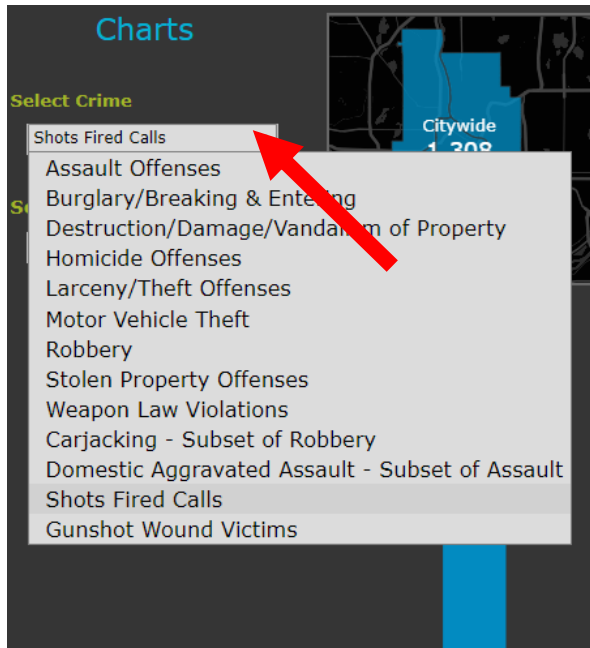 Charts
Select Crime
Shots Fired Calls
Citywide
1,308
Assault Offenses
Burglary/Breaking & Entering
Destruction/Damage/Vandalism of Property
Homicide Offenses
Larceny/Theft Offenses
Motor Vehicle Theft
Robbery
Stolen Property Offenses
Weapon Law Violations
Carjacking - Subset of Robbery
Domestic Aggravated Assault - Subset of Assault
Shots Fired Calls
Gunshot Wound Victims